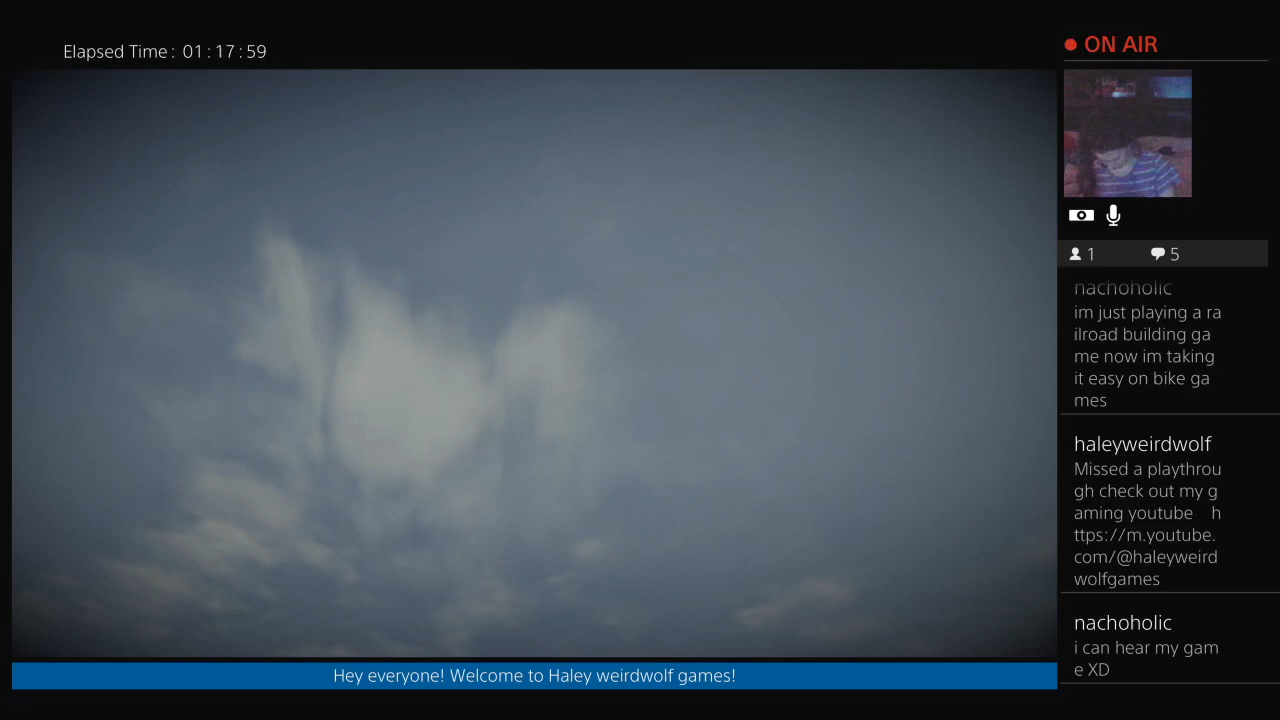 Elapsed Time : 01 : 17 : 59
ON AIR
1
5
nachoholic
im just playing a ra
ilroad building ga
me now im taking
it easy on bike ga
mes
haleyweirdwolf
Missed a playthrou
gh check out my g
aming youtube h
ttps://m.youtube.
com/@haleyweird
wolfgames
nachoholic
i can hear my gam
e XD
Hey everyone! Welcome to Haley weirdwolf games!